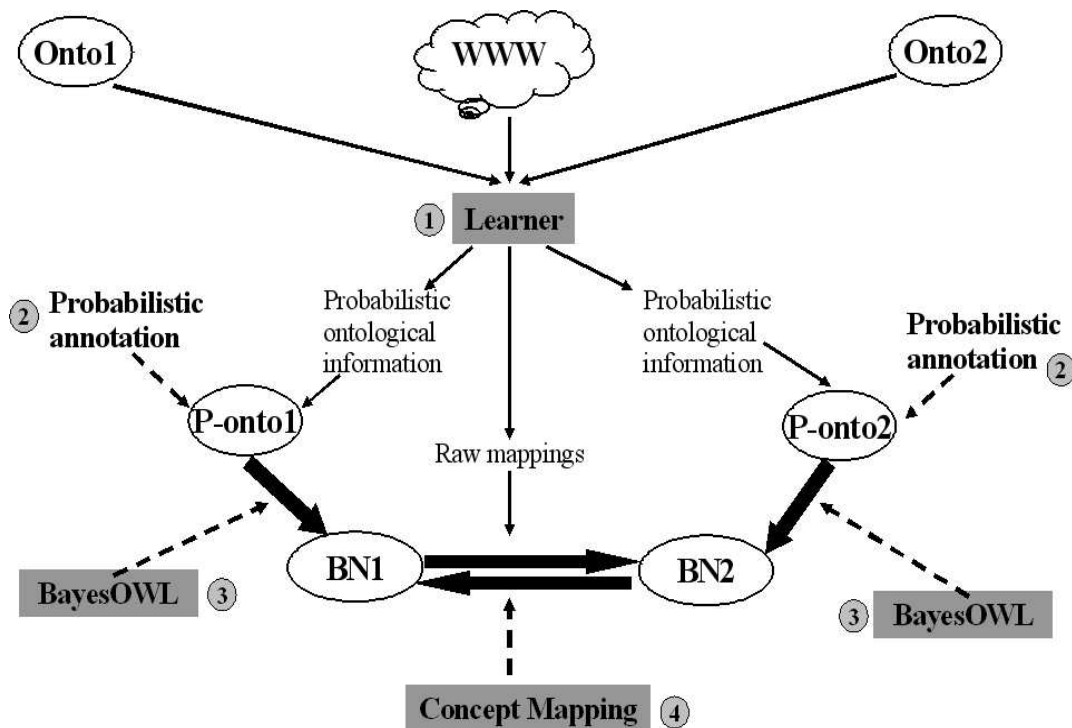 Onto1
WWW
Onto2
1
Learner
2
Probabilistic
annotation
Probabilistic
ontological
information
Probabilistic
ontological
information
Probabilistic
annotation
2
P-onto1
P-onto2
Raw mappings
BN1
BN2
BayesOWL
3
3
BayesOWL
Concept Mapping
4